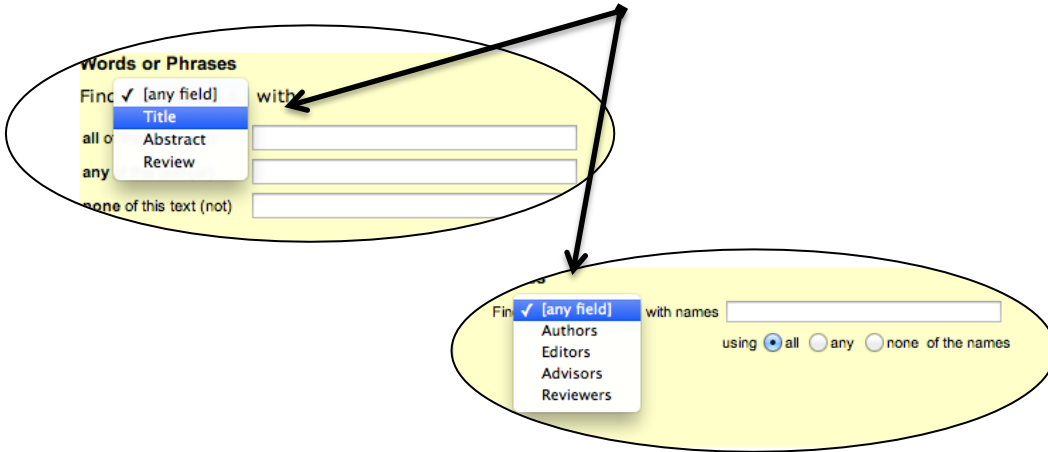 Words or Phrases
Find ✓ [any field] with
Title
all Abstract
Review
any
none of this text (not)
✓ [any field] with names
Authors
using all any none of the names
Editors
Advisors
Reviewers